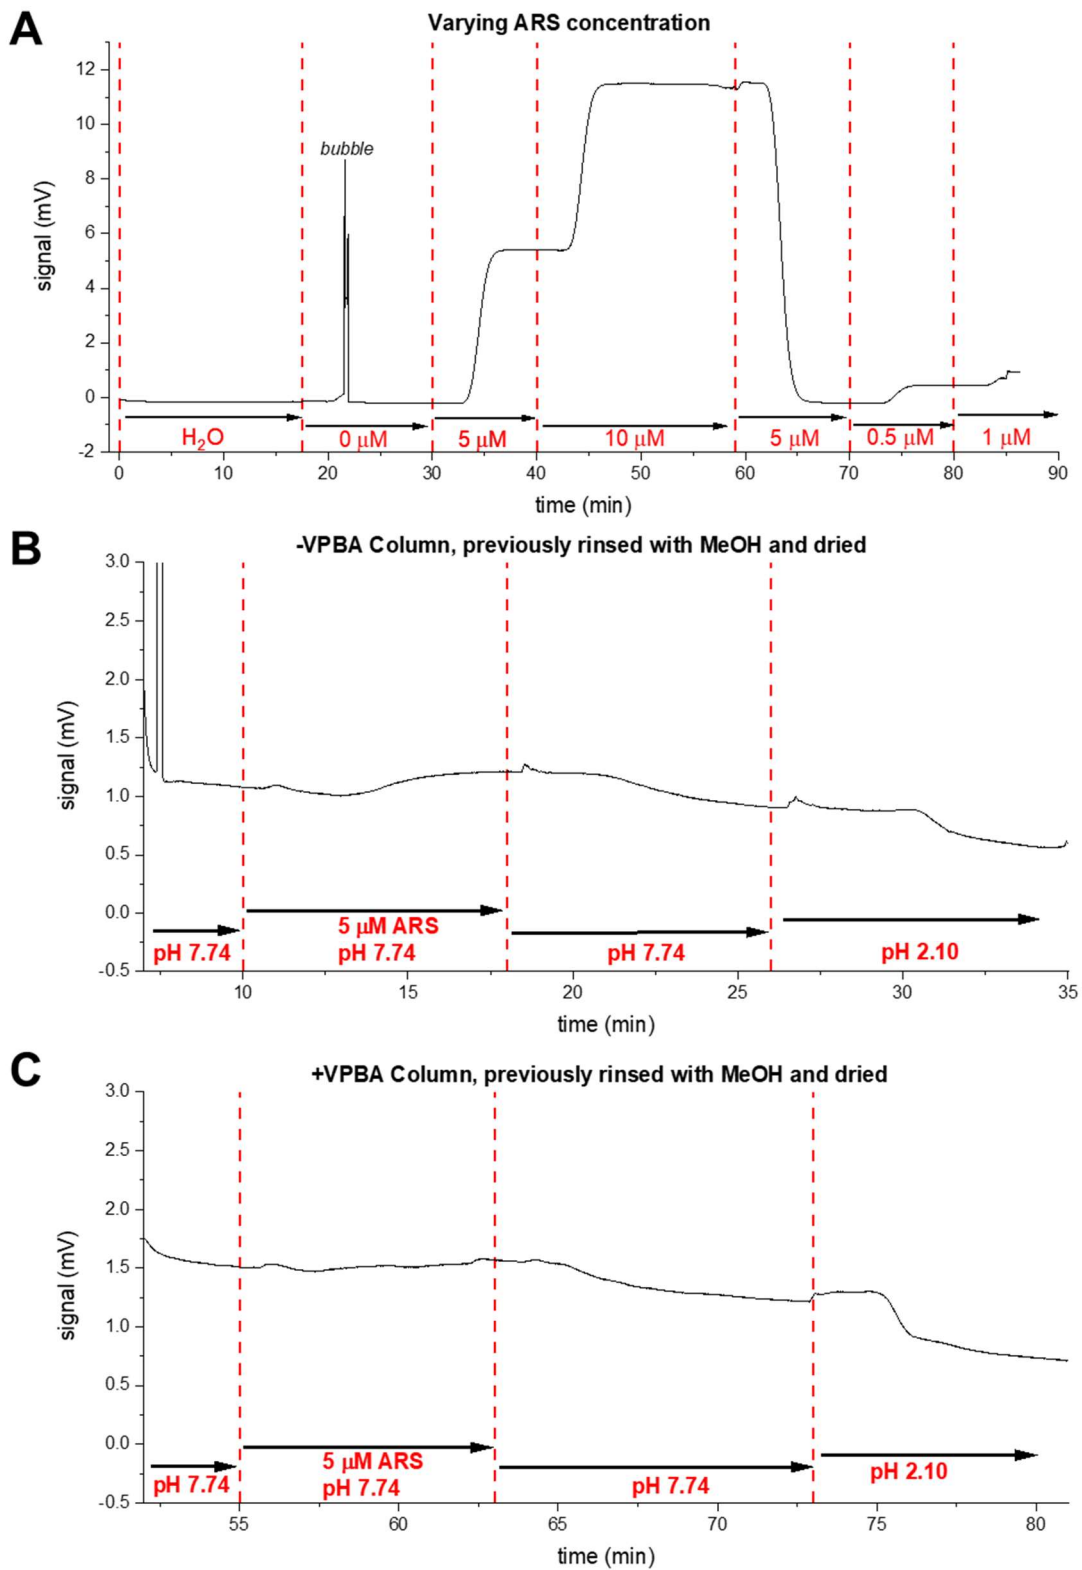 A
Varying ARS concentration
signal (mV)
12
10
8
6
4
2
0
-2
bubble
H₂O
0 µM
5 µM
10 µM
5 µM
0.5 µM
1 µM
0 10 20 30 40 50 60 70 80 90
time (min)
B
-VPBA Column, previously rinsed with MeOH and dried
signal (mV)
3.0
2.5
2.0
1.5
1.0
0.5
0.0
-0.5
pH 7.74
5 µM ARS
pH 7.74
pH 7.74
pH 2.10
10 15 20 25 30 35
time (min)
C
+VPBA Column, previously rinsed with MeOH and dried
signal (mV)
3.0
2.5
2.0
1.5
1.0
0.5
0.0
-0.5
pH 7.74
5 µM ARS
pH 7.74
pH 7.74
pH 2.10
55 60 65 70 75 80
time (min)